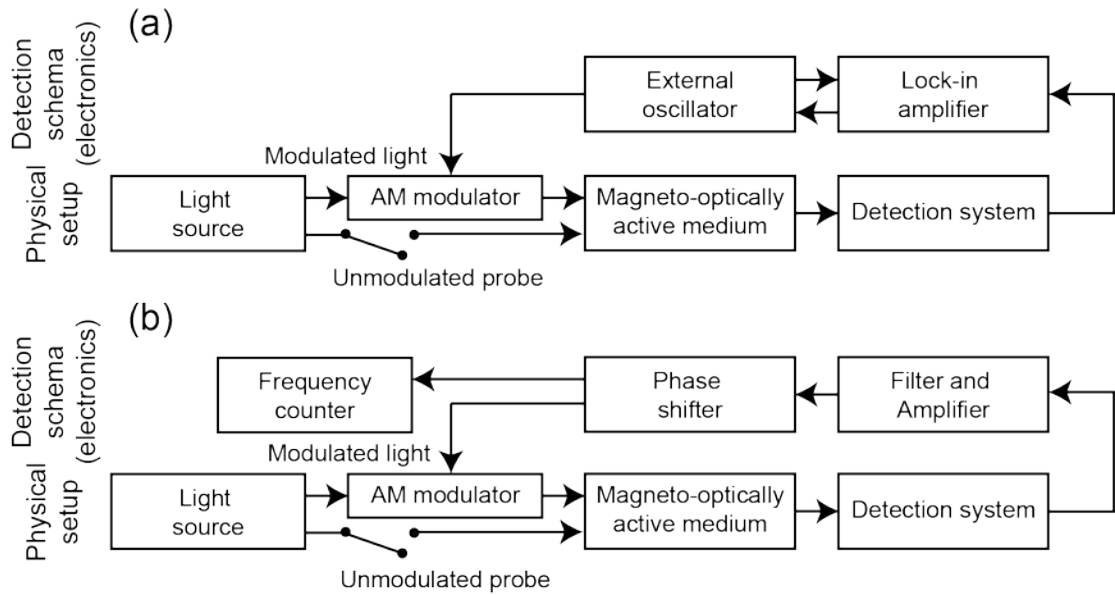 (a)
Detection
schema
(electronics)
External
oscillator
Lock-in
amplifier
Modulated light
Physical
setup
Light
source
AM modulator
Magneto-optically
active medium
Detection system
Unmodulated probe
(b)
Detection
schema
(electronics)
Frequency
counter
Phase
shifter
Filter and
Amplifier
Modulated light
Physical
setup
Light
source
AM modulator
Magneto-optically
active medium
Detection system
Unmodulated probe